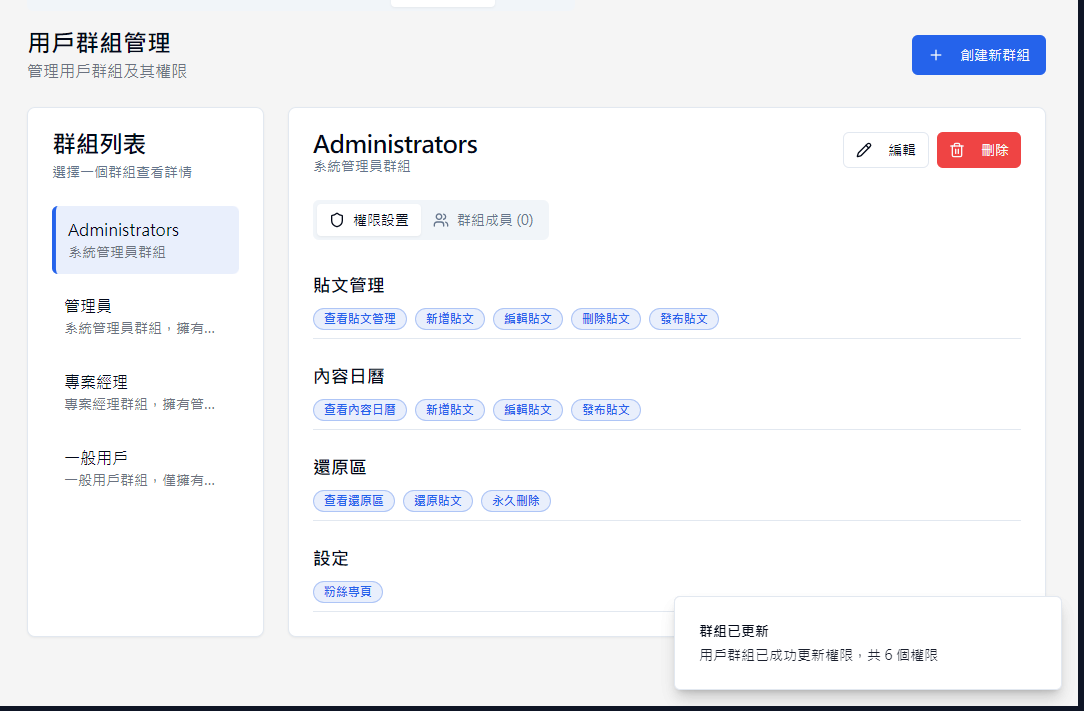 用戶群組管理
管理用戶群組及其權限
創建新群組
群組列表
選擇一個群組查看詳情
Administrators
系統管理員群組
管理員
系統管理員群組，擁有...
專案經理
專案經理群組，擁有管...
一般用戶
一般用戶群組，僅擁有...
Administrators
系統管理員群組
編輯
刪除
權限設置
群組成員 (0)
貼文管理
查看貼文管理 新增貼文 編輯貼文 刪除貼文 發布貼文
內容日曆
查看內容日曆 新增貼文 編輯貼文 發布貼文
還原區
查看還原區 還原貼文 永久刪除
設定
粉絲專頁
群組已更新
用戶群組已成功更新權限，共 6 個權限